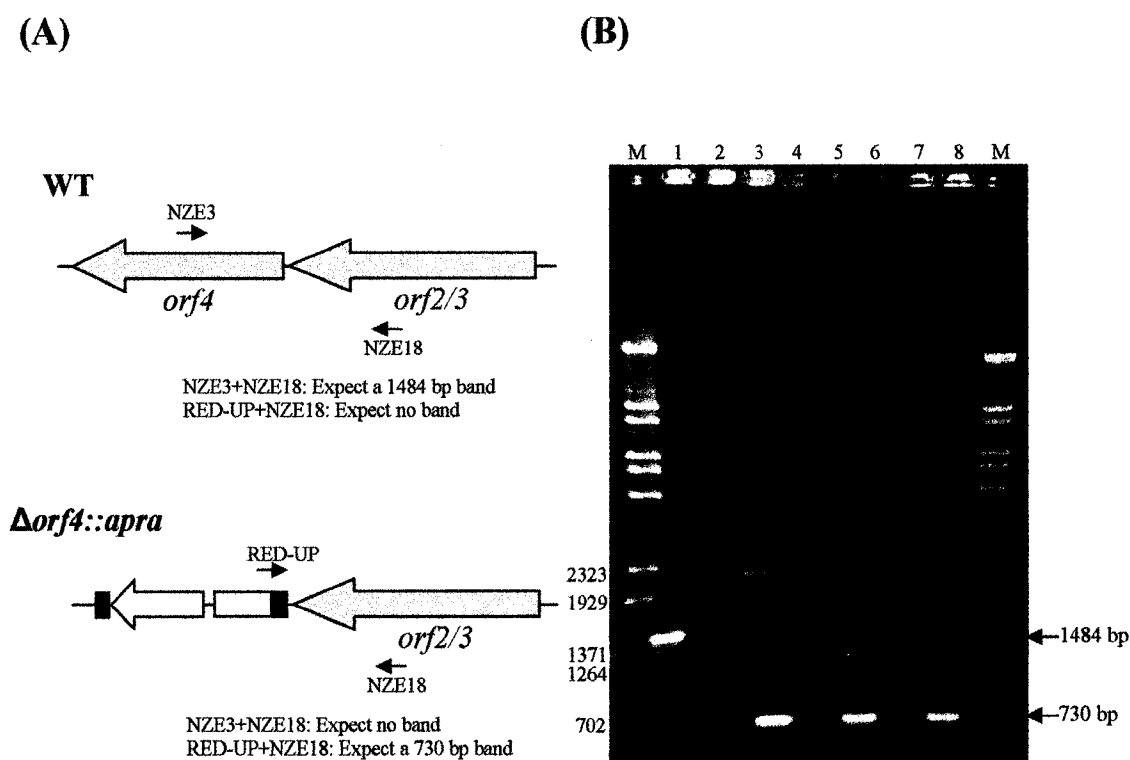 (A)
WT
NZE3
orf4
orf2/3
NZE18
NZE3+NZE18: Expect a 1484 bp band
RED-UP+NZE18: Expect no band
Δorf4::apra
RED-UP
orf2/3
NZE18
NZE3+NZE18: Expect no band
RED-UP+NZE18: Expect a 730 bp band
(B)
M 1 2 3 4 5 6 7 8 M
2323
1929
1371
1264
702
1484 bp
730 bp